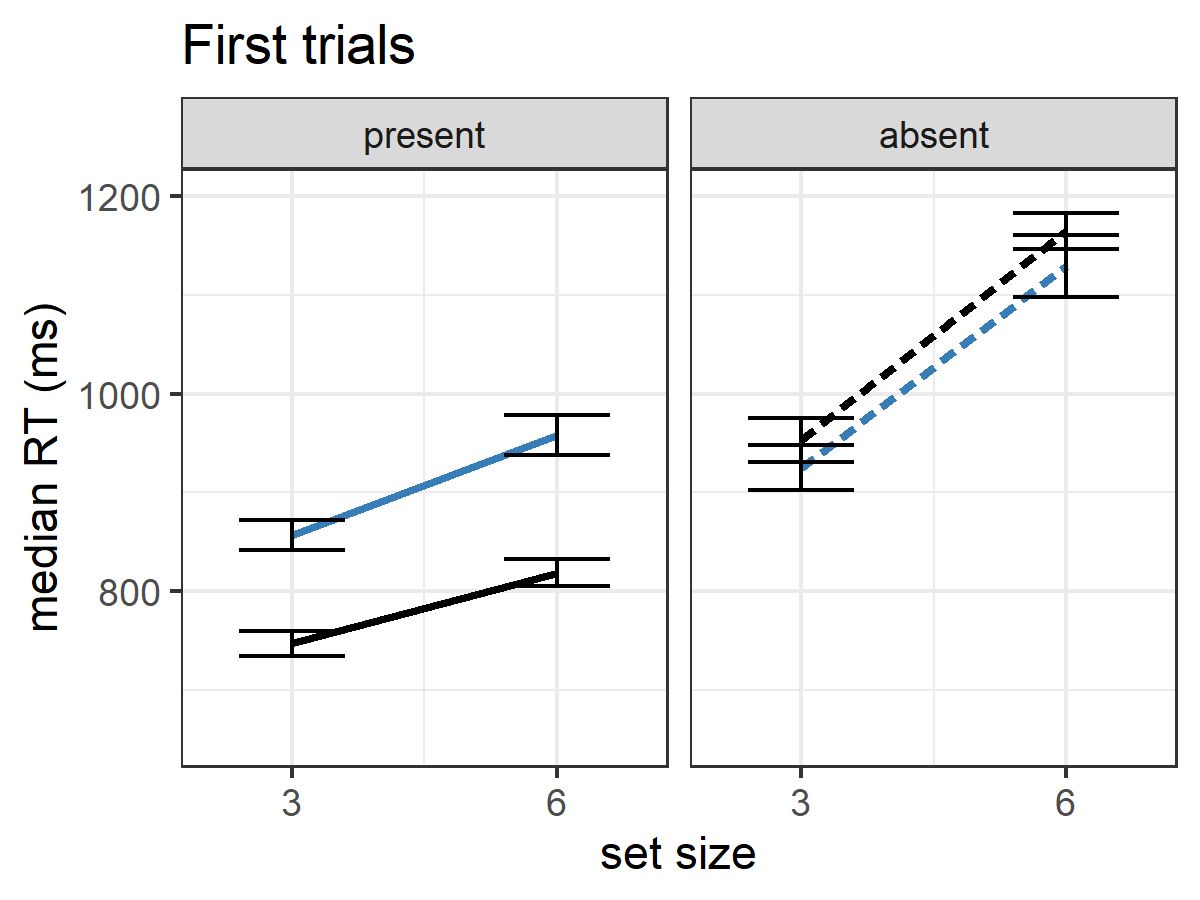 First trials
present
absent
median RT (ms)
1200
1000
800
3
6
3
6
set size